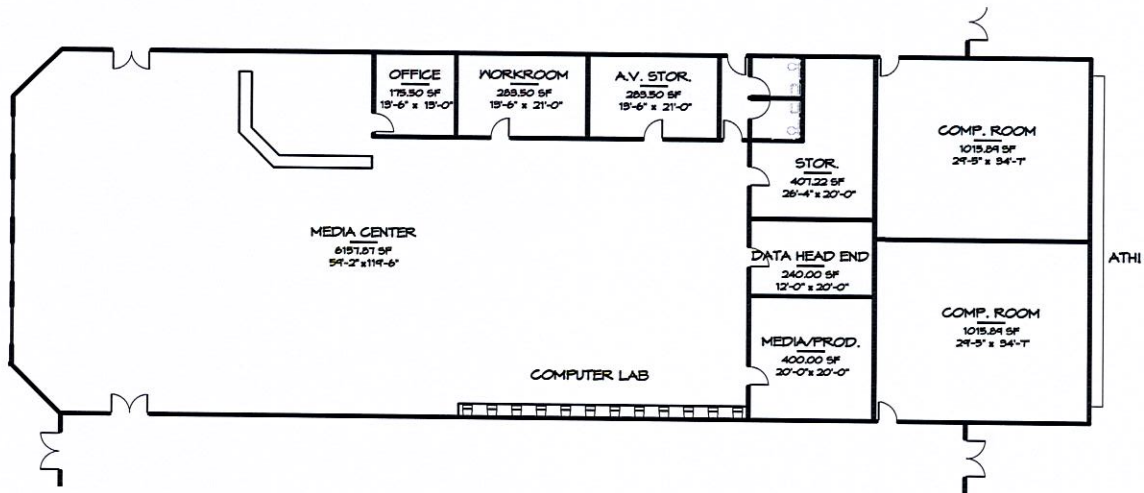 OFFICE
175.50 SF
13'-6" x 13'-0"
WORKROOM
283.50 SF
13'-6" x 21'-0"
A.V. STOR.
283.50 SF
13'-6" x 21'-0"
COMP. ROOM
1015.89 SF
29'-5" x 34'-7"
STOR.
407.22 SF
26'-4" x 20'-0"
MEDIA CENTER
6157.87 SF
59'-2" x 119'-6"
DATA HEAD END
240.00 SF
12'-0" x 20'-0"
ATHI
COMP. ROOM
1015.89 SF
29'-5" x 34'-7"
MEDIA/PROD.
400.00 SF
20'-0" x 20'-0"
COMPUTER LAB